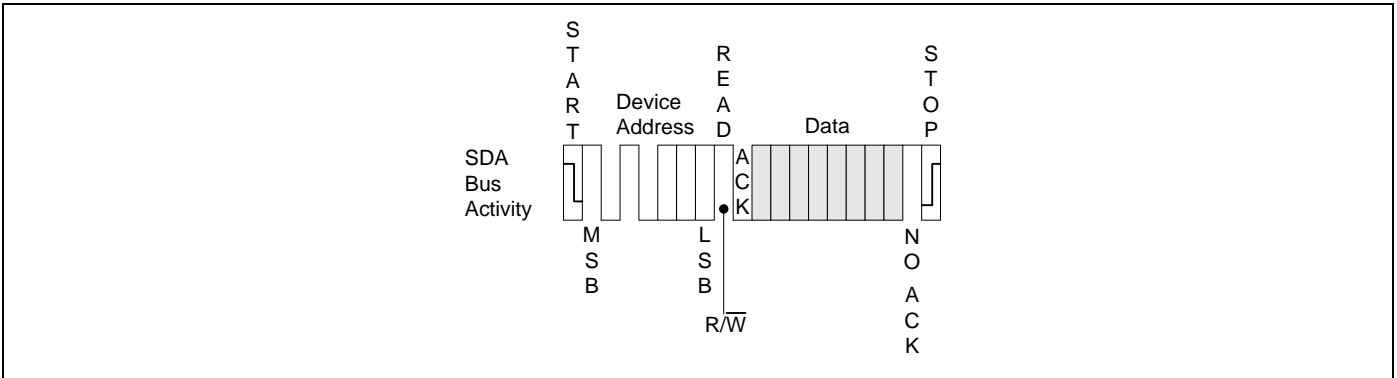 START
Device
Address
READ
Data
STOP
SDA
Bus
Activity
ACK
MSB
LSB
R/W̅
NO ACK